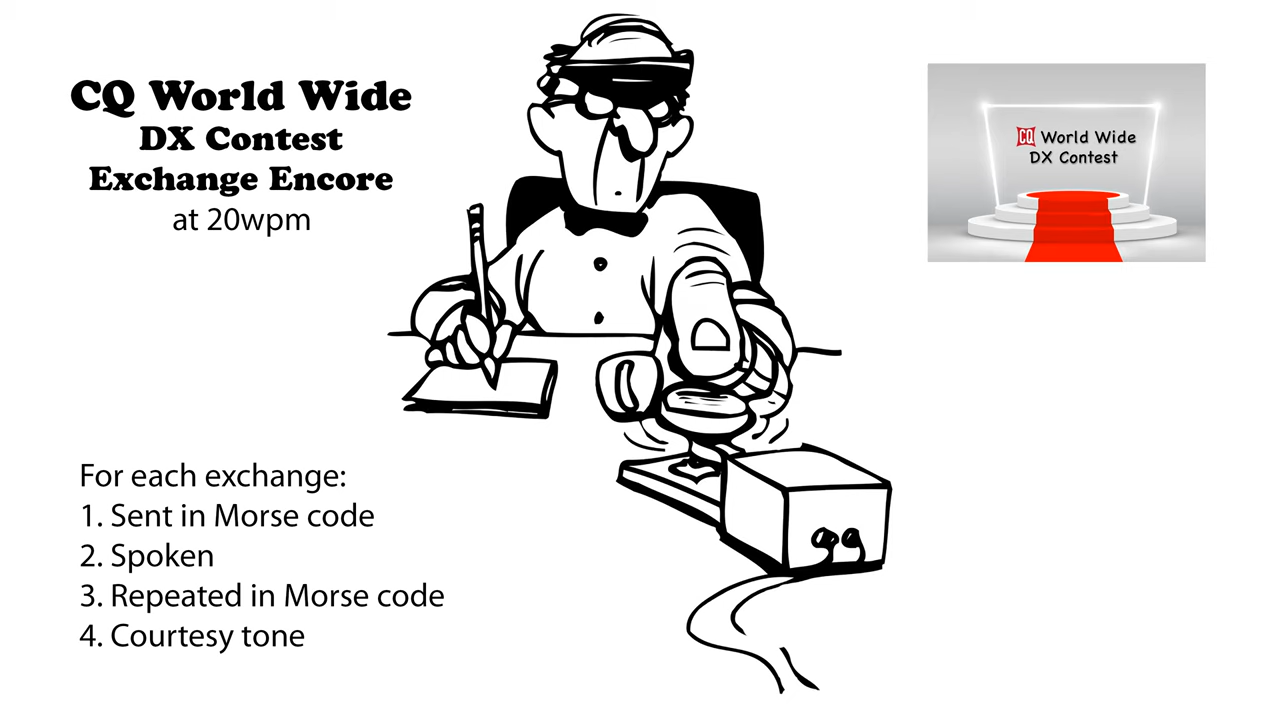 CQ World Wide
DX Contest
Exchange Encore
at 20wpm
CQ World Wide
DX Contest
For each exchange:
1. Sent in Morse code
2. Spoken
3. Repeated in Morse code
4. Courtesy tone